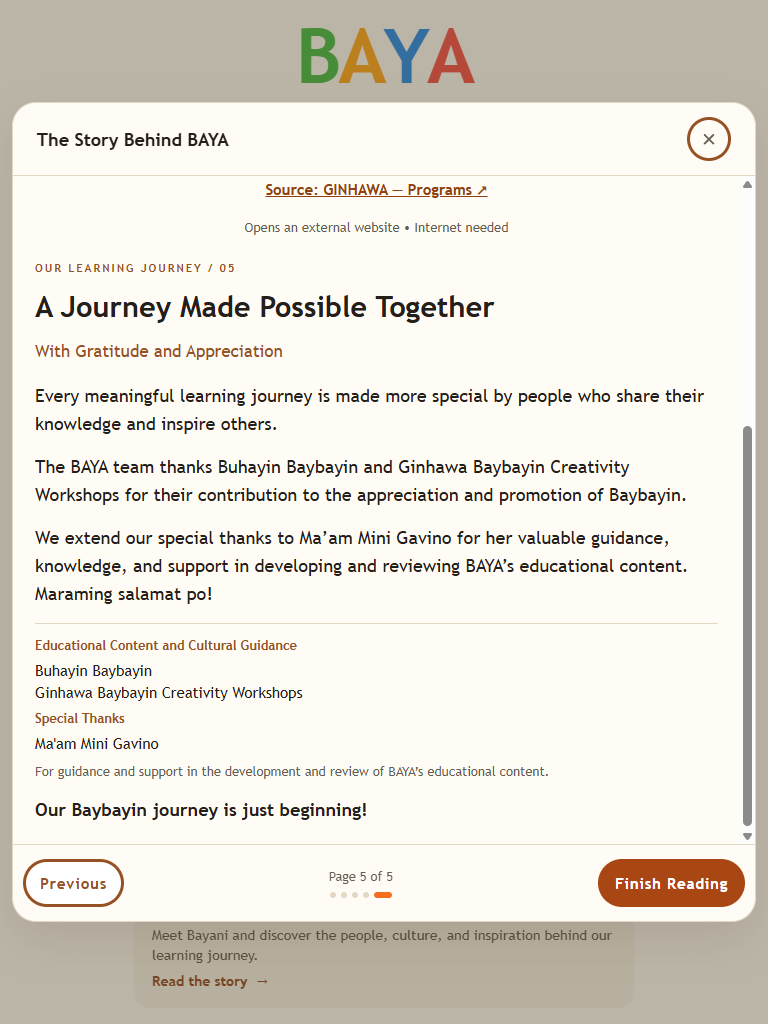 BAYA
The Story Behind BAYA
Source: GINHAWA — Programs ↗
Opens an external website • Internet needed
OUR LEARNING JOURNEY / 05
A Journey Made Possible Together
With Gratitude and Appreciation
Every meaningful learning journey is made more special by people who share their
knowledge and inspire others.
The BAYA team thanks Buhayin Baybayin and Ginhawa Baybayin Creativity
Workshops for their contribution to the appreciation and promotion of Baybayin.
We extend our special thanks to Ma’am Mini Gavino for her valuable guidance,
knowledge, and support in developing and reviewing BAYA’s educational content.
Maraming salamat po!
Educational Content and Cultural Guidance
Buhayin Baybayin
Ginhawa Baybayin Creativity Workshops
Special Thanks
Ma'am Mini Gavino
For guidance and support in the development and review of BAYA’s educational content.
Our Baybayin journey is just beginning!
Previous
Page 5 of 5
Finish Reading
Meet Bayani and discover the people, culture, and inspiration behind our
learning journey.
Read the story →